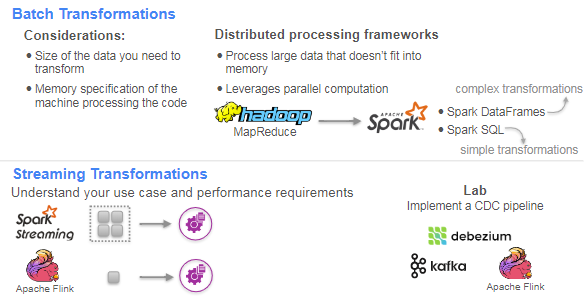 Batch Transformations
Considerations:
• Size of the data you need to
transform
• Memory specification of the
machine processing the code
Distributed processing frameworks
• Process large data that doesn't fit into
memory
• Leverages parallel computation
hadoop
MapReduce
APACHE
Spark
complex transformations
• Spark DataFrames
• Spark SQL
simple transformations
Streaming Transformations
Understand your use case and performance requirements
Spark
Streaming
Apache Flink
Lab
Implement a CDC pipeline
debezium
kafka
Apache Flink